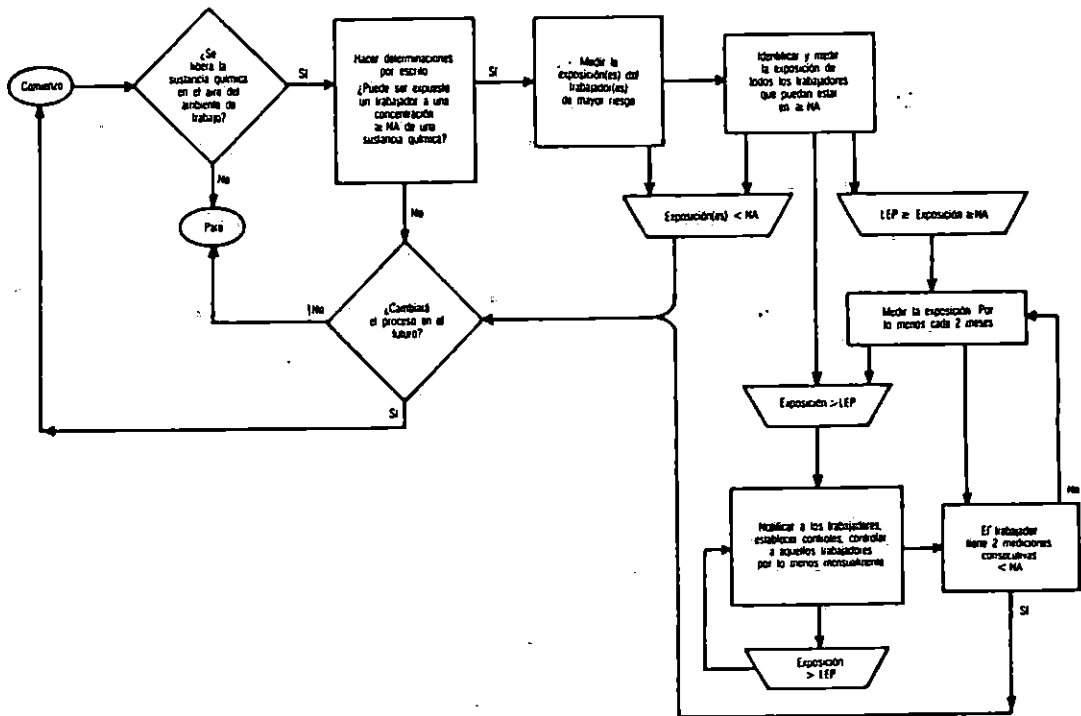 Comienzo
¿Se
libera la
sustancia química
en el aire del
ambiente de
trabajo?
SI
No
Para
Hacer determinaciones
por escrito
¿Puede ser expuesto
un trabajador a una
concentración
≥ NA de una
sustancia química?
SI
No
¿Cambiará
el proceso en el
futuro?
No
SI
Medir la
exposición(es) del
trabajador(es)
de mayor riesgo
Identificar y medir
la exposición de
todos los trabajadores
que puedan estar
en ≥ NA
Exposición(es) < NA
LEP ≥ Exposición ≥ NA
Medir la exposición Por
lo menos cada 2 meses
Exposición > LEP
Notificar a los trabajadores,
establecer controles, controlar
a aquellos trabajadores
por lo menos mensualmente
El trabajador
tiene 2 mediciones
consecutivas
< NA
No
SI
Exposición
> LEP